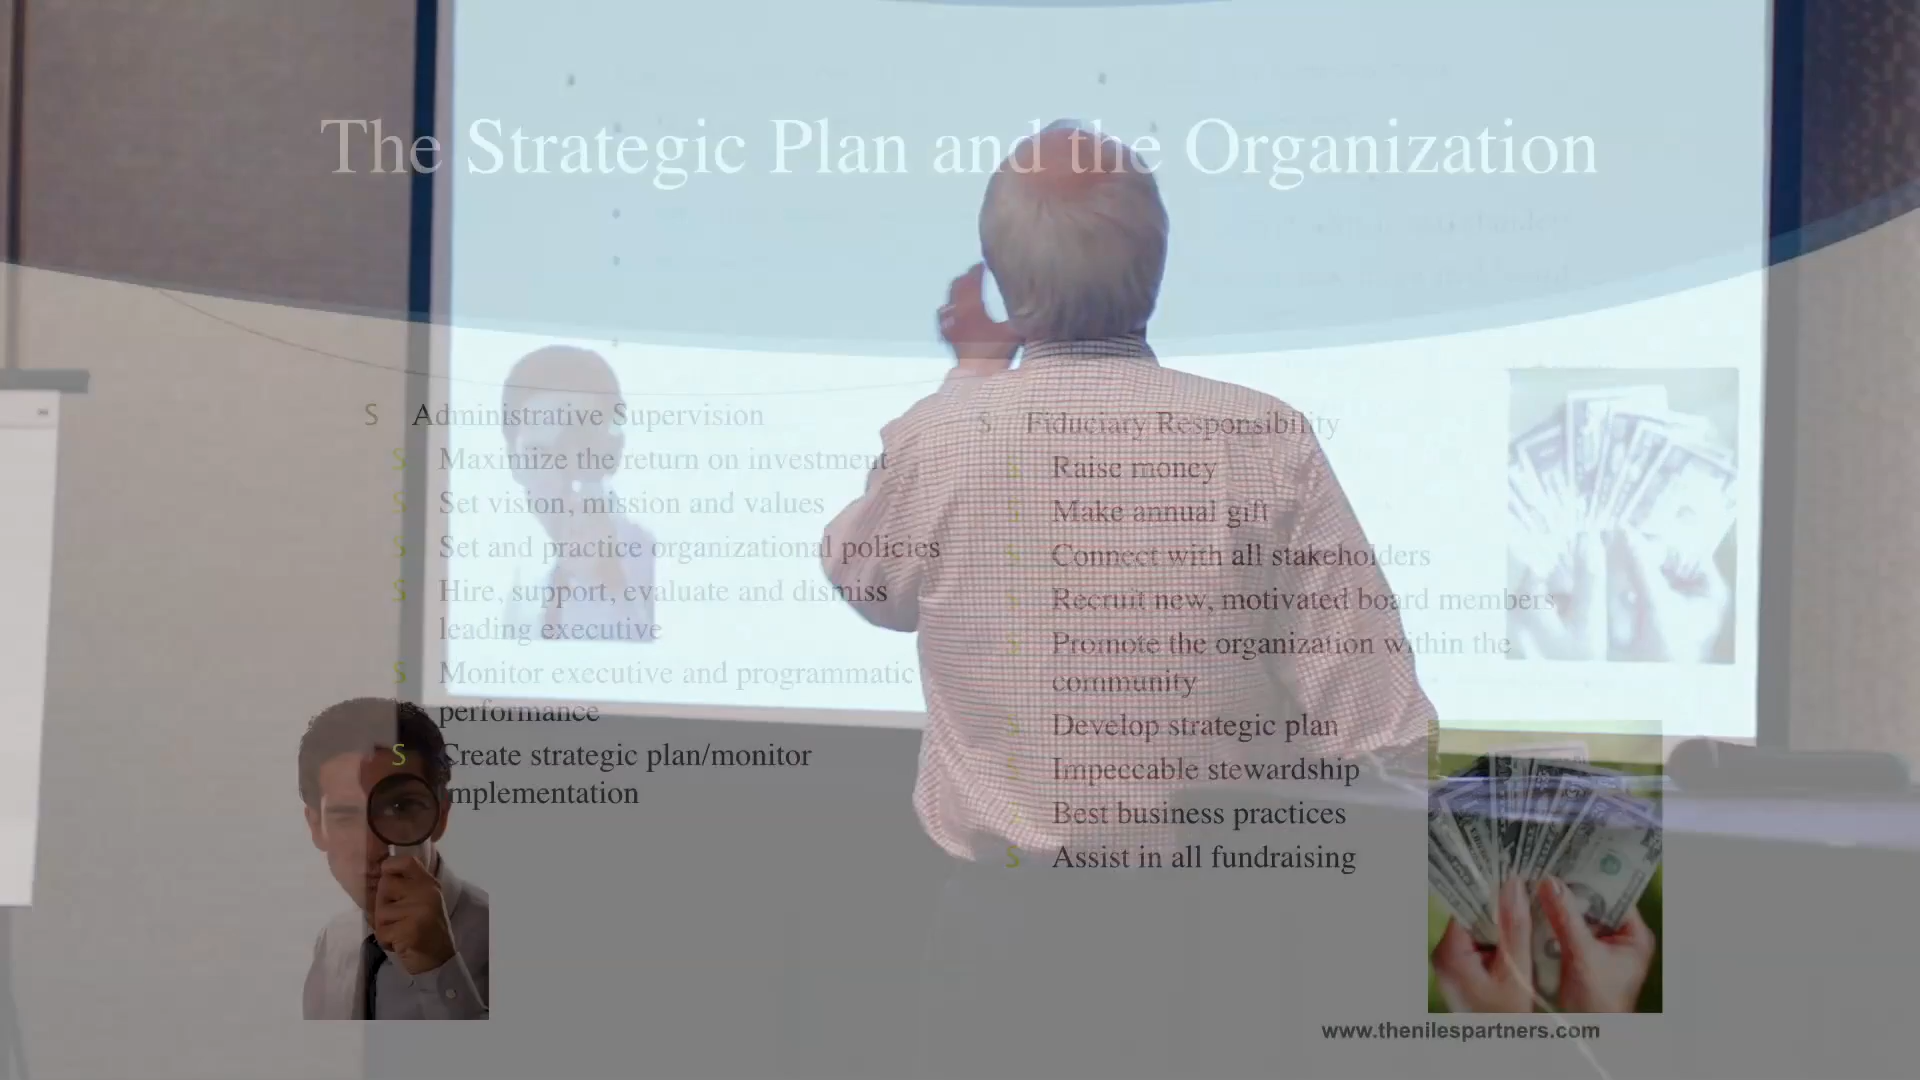 The Strategic Plan and the Organization
S Administrative Supervision
S Maximize the return on investment
S Set vision, mission and values
S Set and practice organizational policies
S Hire, support, evaluate and dismiss
leading executive
S Monitor executive and programmatic
performance
S Create strategic plan/monitor
implementation
S Fiduciary Responsibility
S Raise money
S Make annual gift
S Connect with all stakeholders
S Recruit new, motivated board members
S Promote the organization within the
community
S Develop strategic plan
S Impeccable stewardship
S Best business practices
S Assist in all fundraising
www.thenilespartners.com